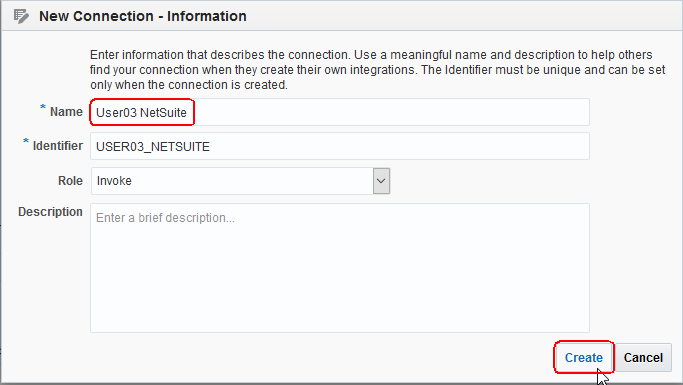 New Connection - Information
Enter information that describes the connection. Use a meaningful name and description to help others
find your connection when they create their own integrations. The Identifier must be unique and can be set
only when the connection is created.
* Name User03 NetSuite
* Identifier USER03_NETSUITE
Role Invoke
Description Enter a brief description...
Create Cancel